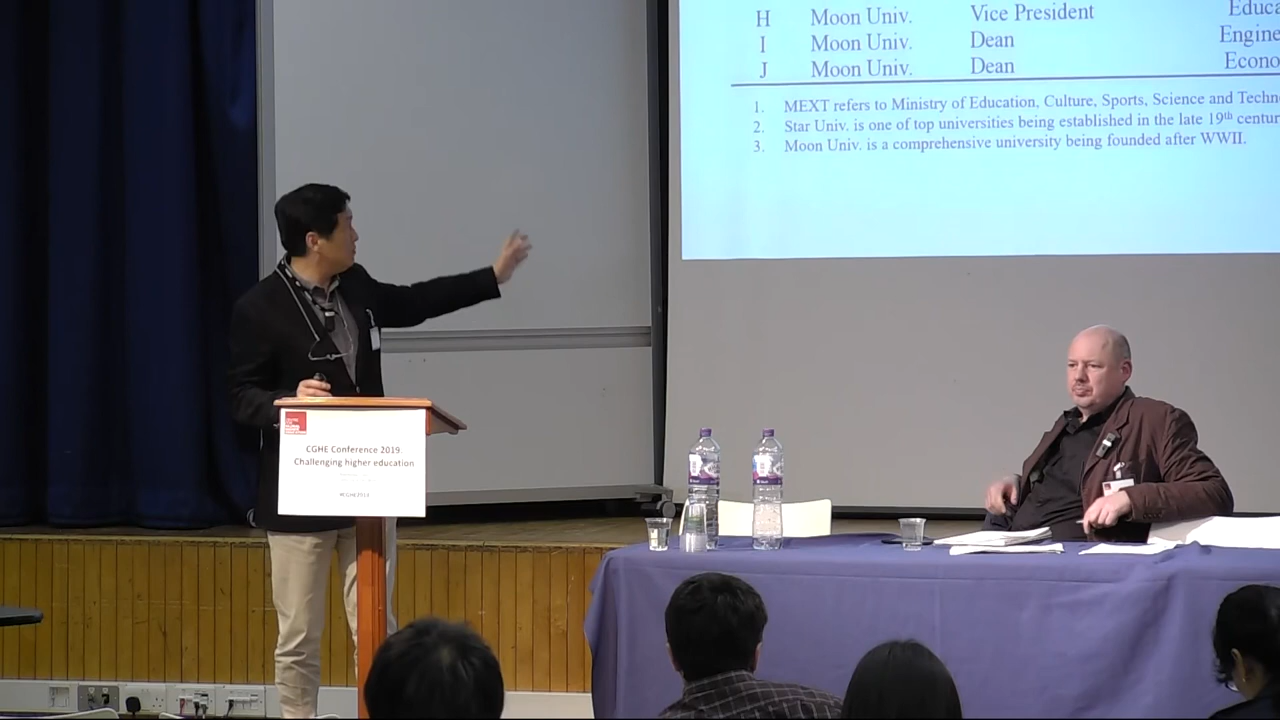 H Moon Univ. Vice President Educa
I Moon Univ. Dean Engine
J Moon Univ. Dean Econo
1. MEXT refers to Ministry of Education, Culture, Sports, Science and Techn
2. Star Univ. is one of top universities being established in the late 19th centur
3. Moon Univ. is a comprehensive university being founded after WWII.
CGHE Conference 2019.
Challenging higher education